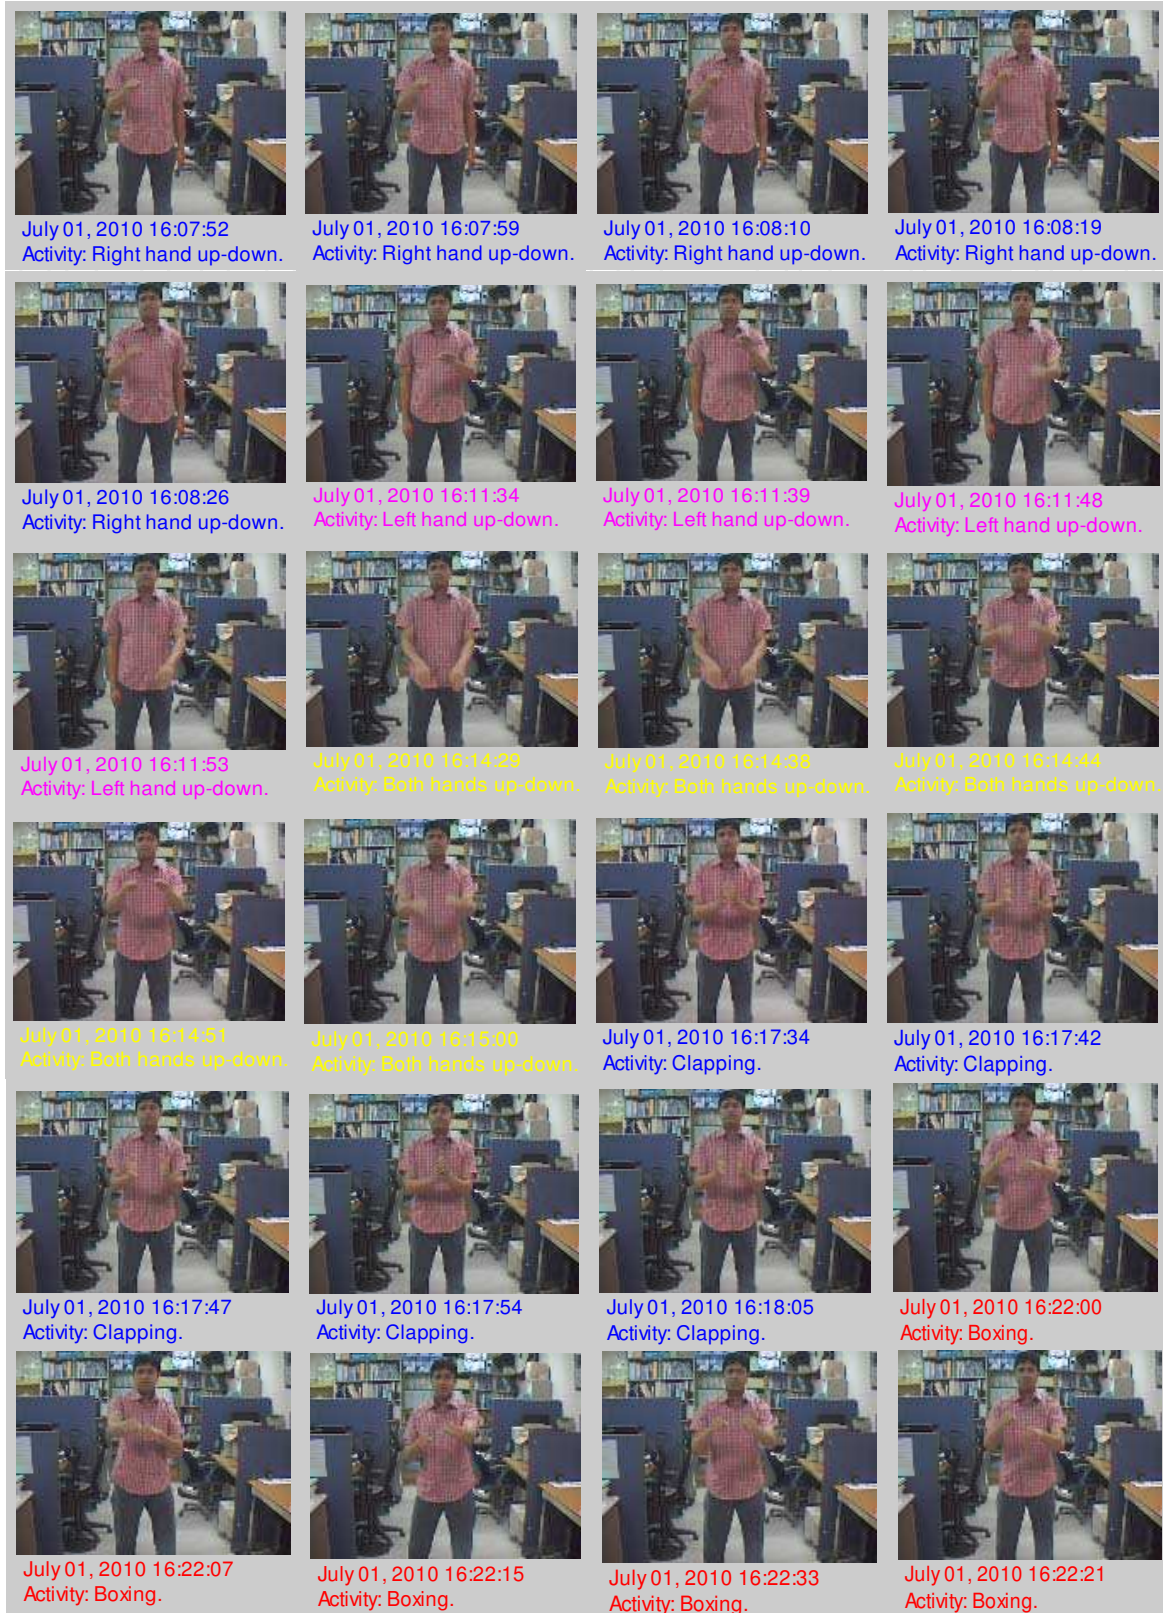 July 01, 2010 16:07:52
Activity: Right hand up-down.
July 01, 2010 16:07:59
Activity: Right hand up-down.
July 01, 2010 16:08:10
Activity: Right hand up-down.
July 01, 2010 16:08:19
Activity: Right hand up-down.
July 01, 2010 16:08:26
Activity: Right hand up-down.
July 01, 2010 16:11:34
Activity: Left hand up-down.
July 01, 2010 16:11:39
Activity: Left hand up-down.
July 01, 2010 16:11:48
Activity: Left hand up-down.
July 01, 2010 16:11:53
Activity: Left hand up-down.
July 01, 2010 16:14:29
Activity: Both hands up-down.
July 01, 2010 16:14:38
Activity: Both hands up-down.
July 01, 2010 16:14:44
Activity: Both hands up-down.
July 01, 2010 16:14:51
Activity: Both hands up-down.
July 01, 2010 16:15:00
Activity: Both hands up-down.
July 01, 2010 16:17:34
Activity: Clapping.
July 01, 2010 16:17:42
Activity: Clapping.
July 01, 2010 16:17:47
Activity: Clapping.
July 01, 2010 16:17:54
Activity: Clapping.
July 01, 2010 16:18:05
Activity: Clapping.
July 01, 2010 16:22:00
Activity: Boxing.
July 01, 2010 16:22:07
Activity: Boxing.
July 01, 2010 16:22:15
Activity: Boxing.
July 01, 2010 16:22:33
Activity: Boxing.
July 01, 2010 16:22:21
Activity: Boxing.